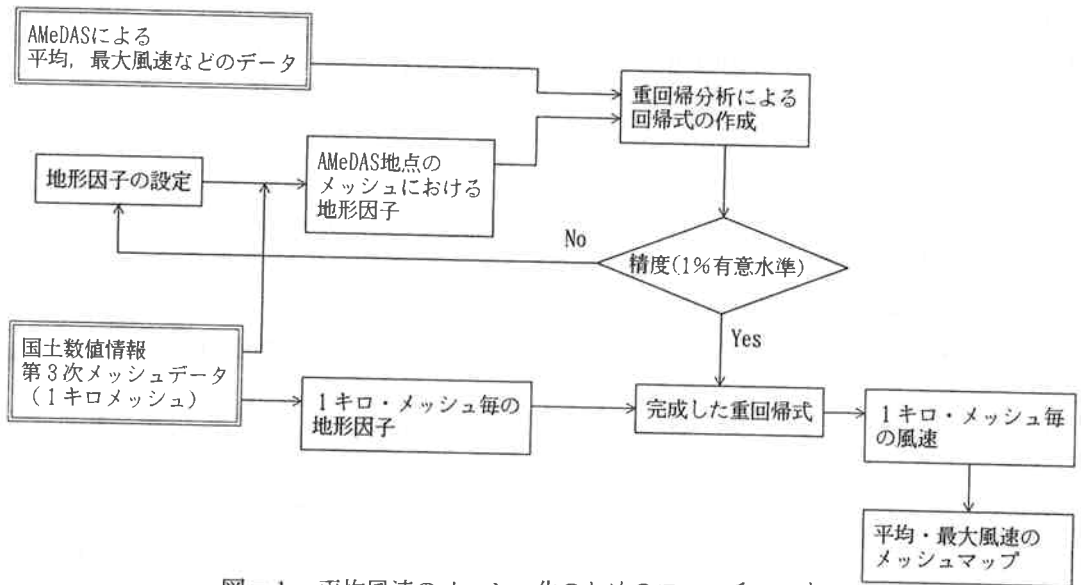 AMeDASによる
平均，最大風速などのデータ
重回帰分析による
回帰式の作成
地形因子の設定
AMeDAS地点の
メッシュにおける
地形因子
No
精度(1%有意水準)
Yes
国土数値情報
第3次メッシュデータ
(1キロメッシュ)
1キロ・メッシュ毎の
地形因子
完成した重回帰式
1キロ・メッシュ毎
の風速
平均・最大風速の
メッシュマップ